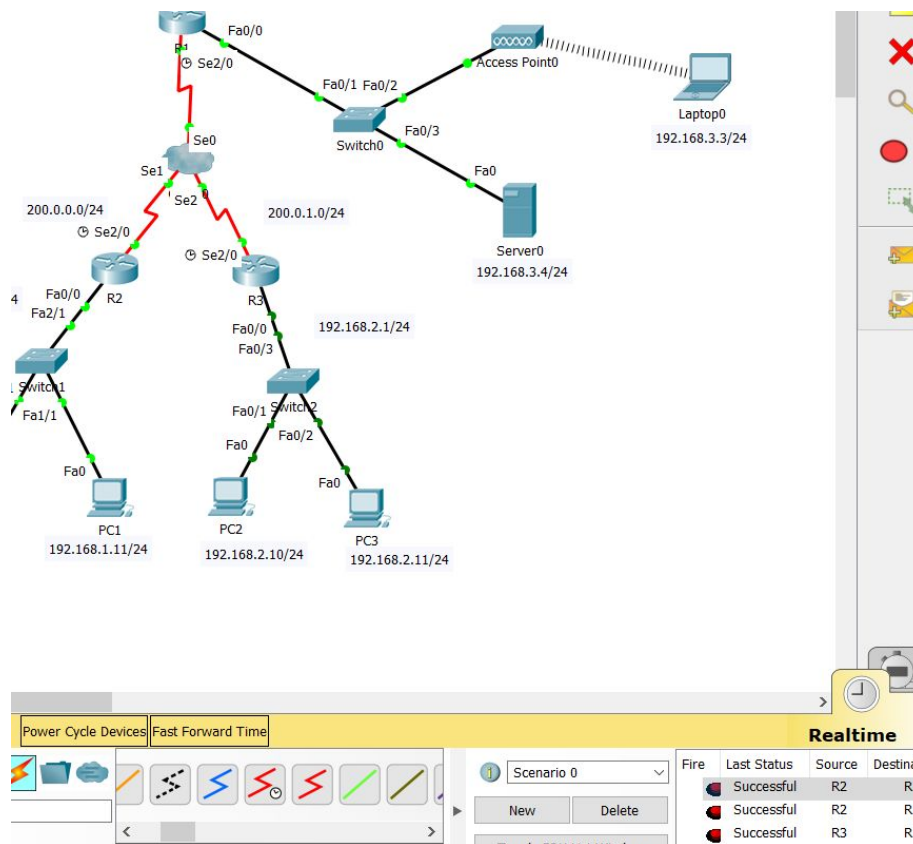 Fa0/0
R1
Se2/0
Access Point0
Fa0/1 Fa0/2
Laptop0
192.168.3.3/24
Se0
Switch0
Fa0/3
Se1
Se2
Fa0
200.0.0.0/24
200.0.1.0/24
Se2/0
Se2/0
Server0
192.168.3.4/24
Fa0/0
R2
R3
4
Fa2/1
Fa0/0
192.168.2.1/24
Fa0/3
Switch1
Fa0/1
Switch2
Fa1/1
Fa0/2
Fa0
Fa0
Fa0
PC1
PC2
PC3
192.168.1.11/24
192.168.2.10/24
192.168.2.11/24
Power Cycle Devices Fast Forward Time
Realtime
Scenario 0
Fire Last Status Source Destina
Successful R2 R
New Delete
Successful R2 R
Successful R3 R